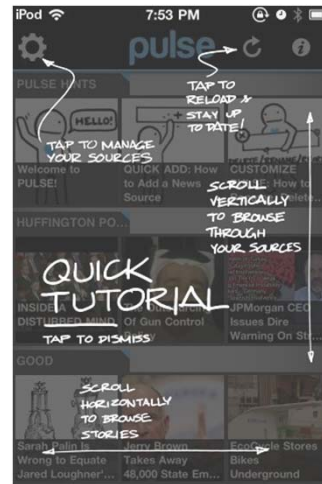 iPod 7:53 PM
pulse
PULSE HINTS
TAP TO
RELOAD &
STAY UP
TO DATE!
HELLO!
TAP TO MANAGE
YOUR SOURCES
Welcome to
PULSE!
QUICK ADD: How
to Add a News
Source
CUSTOMIZE
How to
SCROLL
VERTICALLY
TO BROWSE
THROUGH
YOUR SOURCES
HUFFINGTON PO...
QUICK
TUTORIAL
TAP TO DISMISS
INSIDE A
DISTURBED MIND
Of Gun Control
JPMorgan CEO
Issues Dire
Warning On St...
GOOD
SCROLL
HORIZONTALLY
TO BROWSE
STORIES
Sarah Palin Is
Wrong to Equate
Jared Loughner'...
Jerry Brown
Takes Away
48,000 State Em...
EcoCycle Stores
Bikes
Underground